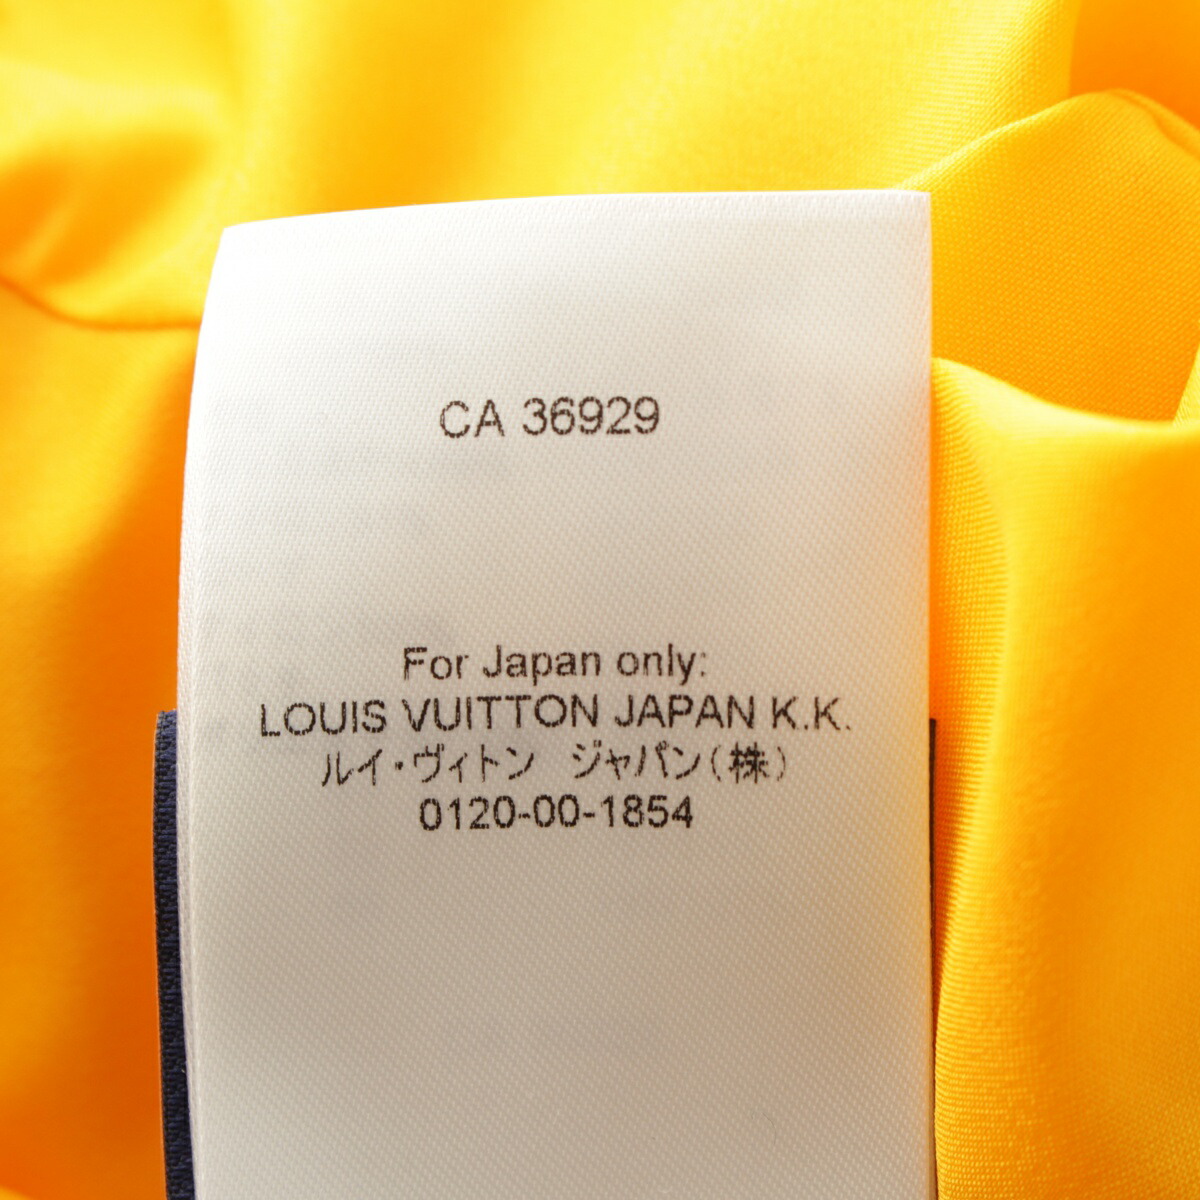 CA 36929
For Japan only:
LOUIS VUITTON JAPAN K.K.
ルイ・ヴィトン　ジャパン(株)
0120-00-1854